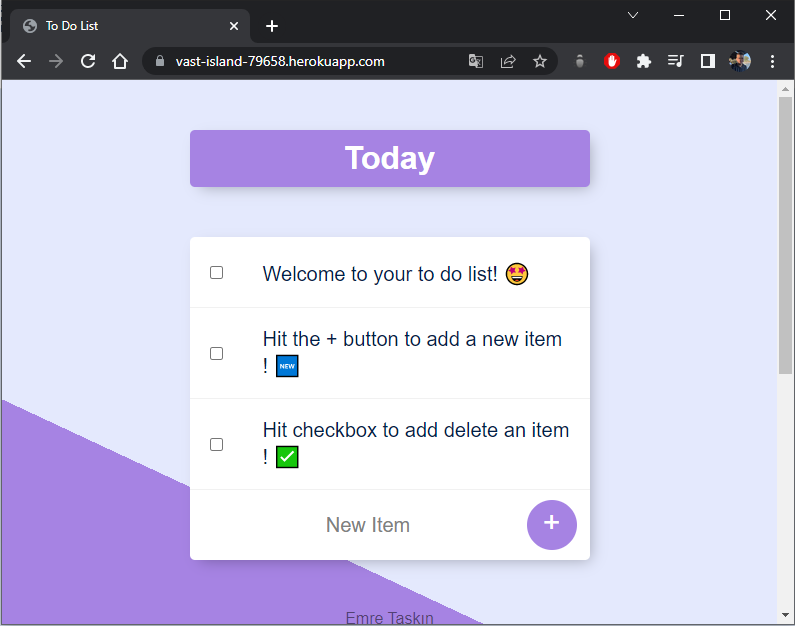 To Do List
vast-island-79658.herokuapp.com
Today
Welcome to your to do list! 🤩
Hit the + button to add a new item
! 🆕
Hit checkbox to add delete an item
! ✅
New Item
+
Emre Taskın